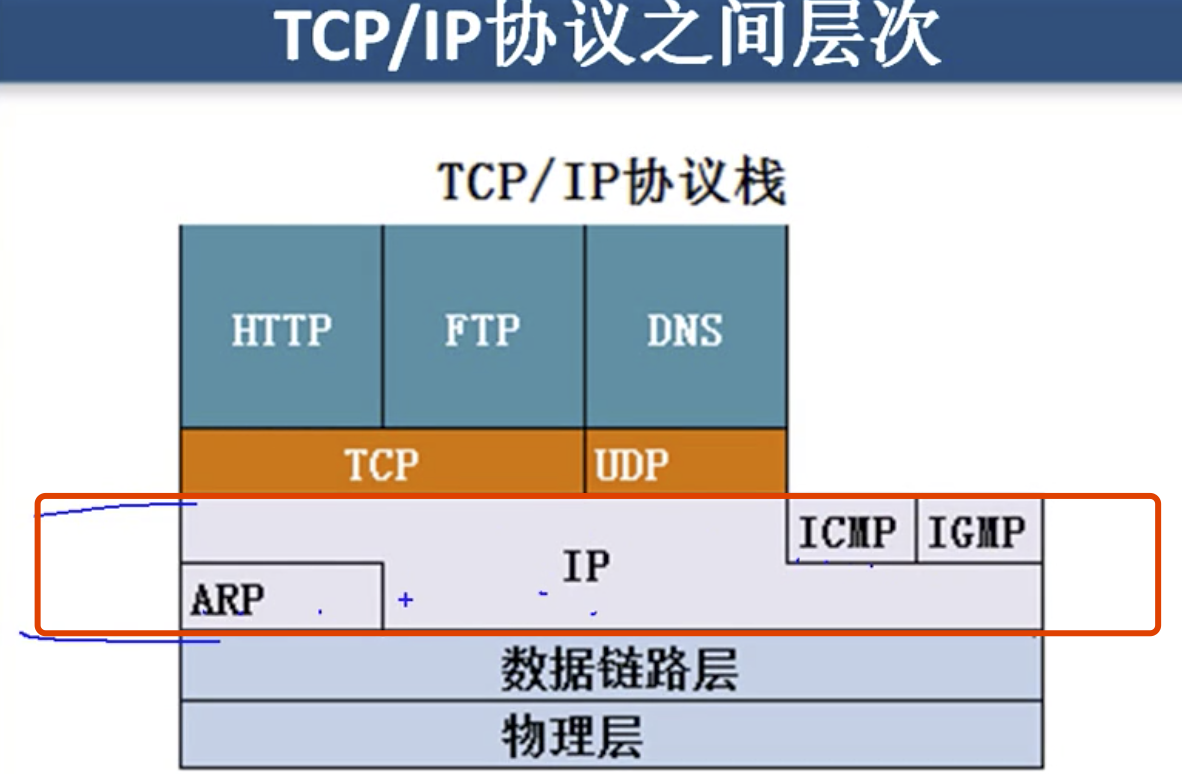 TCP/IP协议之间层次
TCP/IP协议栈
HTTP FTP DNS
TCP UDP
ICMP IGMP
IP
ARP
数据链路层
物理层